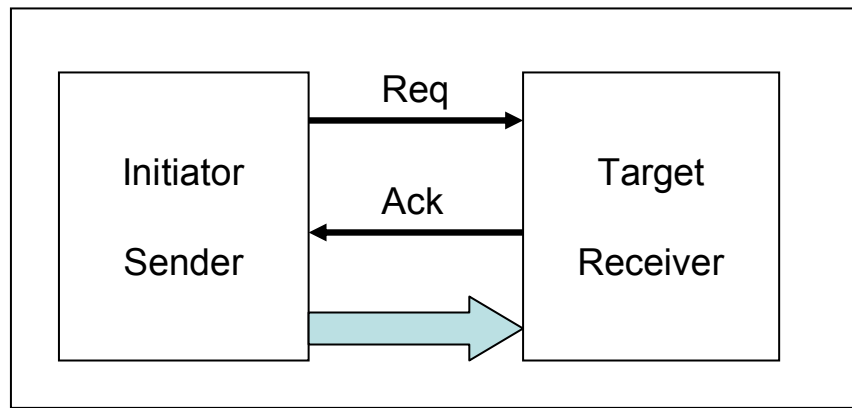 Req
Initiator
Target
Ack
Sender
Receiver